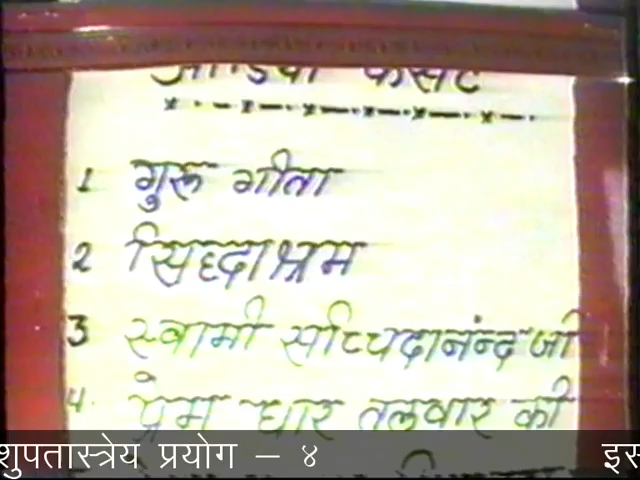 ऑडियो कैसेट
1 गुरू गीता
2 सिद्धाश्रम
3 स्वामी सच्चिदानंन्द जी
4. प्रेम धार तलवार की
शुपतास्त्रेय प्रयोग – ४ इस